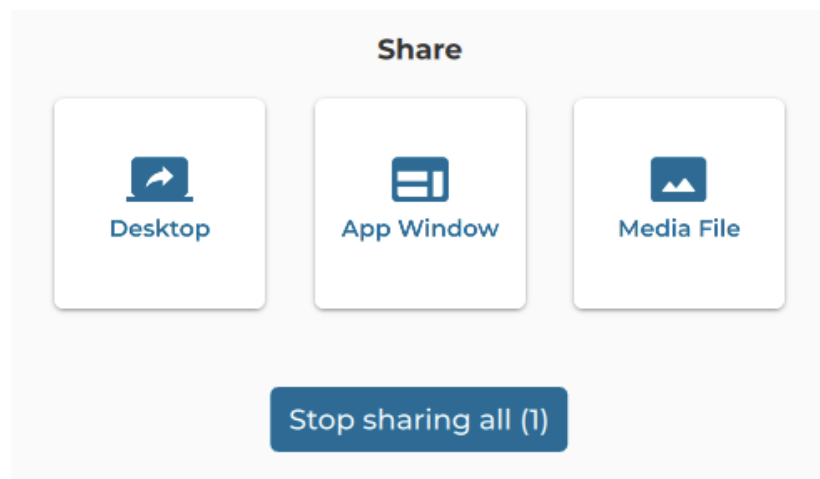 Share
Desktop
App Window
Media File
Stop sharing all (1)